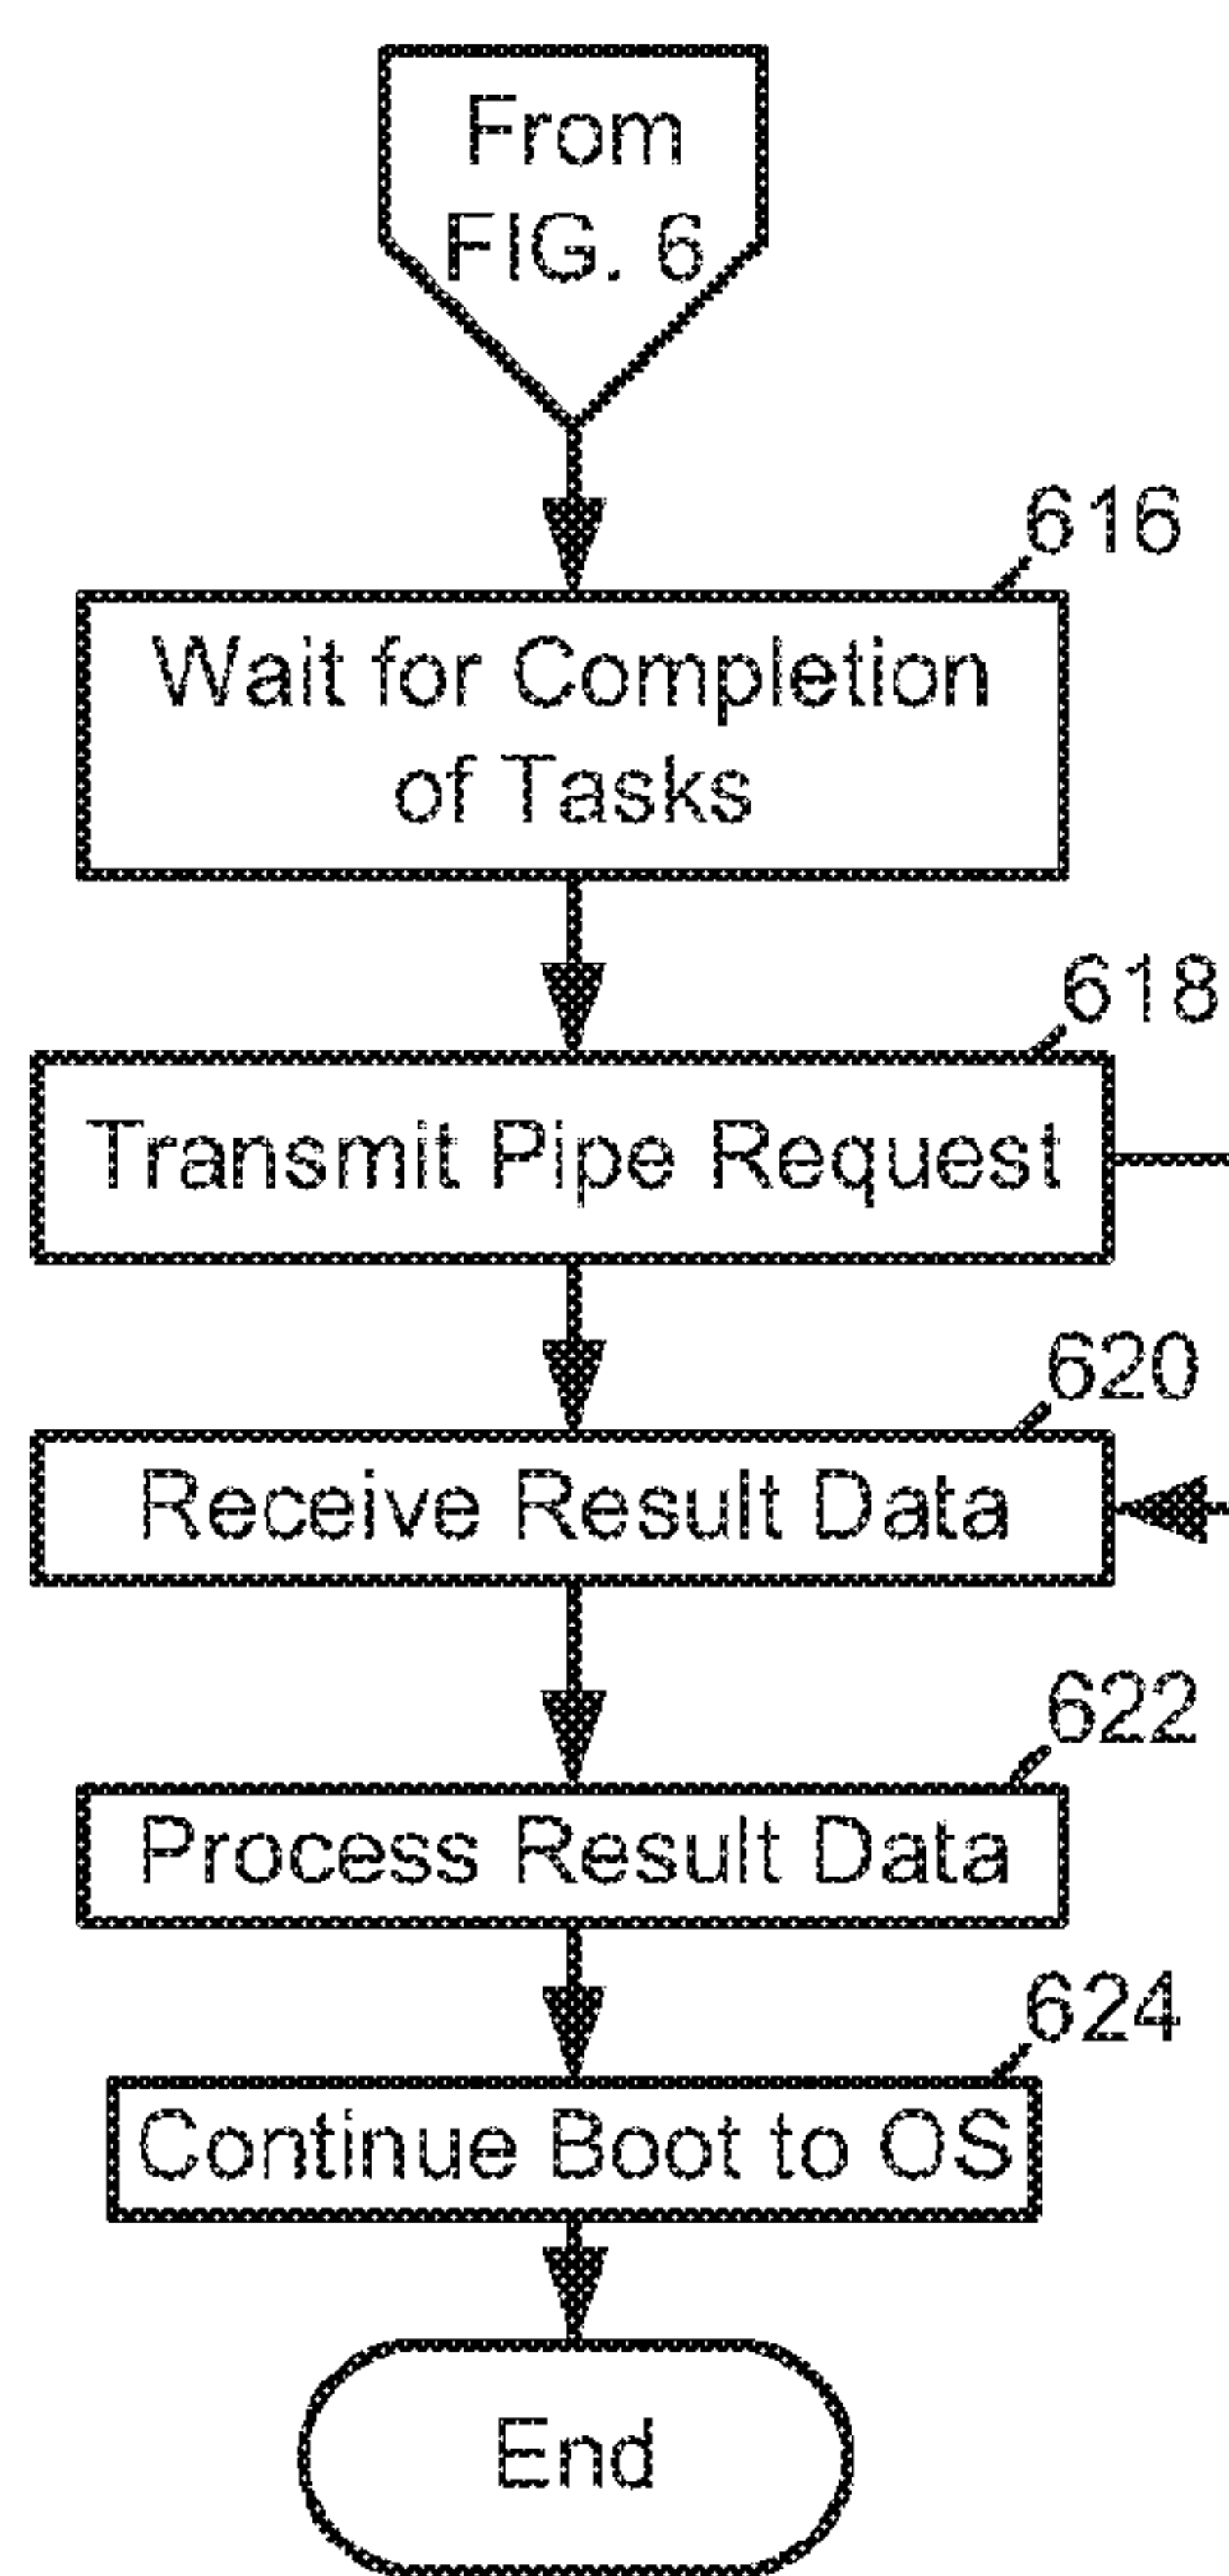 From
FIG. 6
616
Wait for Completion
of Tasks
618
Transmit Pipe Request
620
Receive Result Data
622
Process Result Data
624
Continue Boot to OS
End